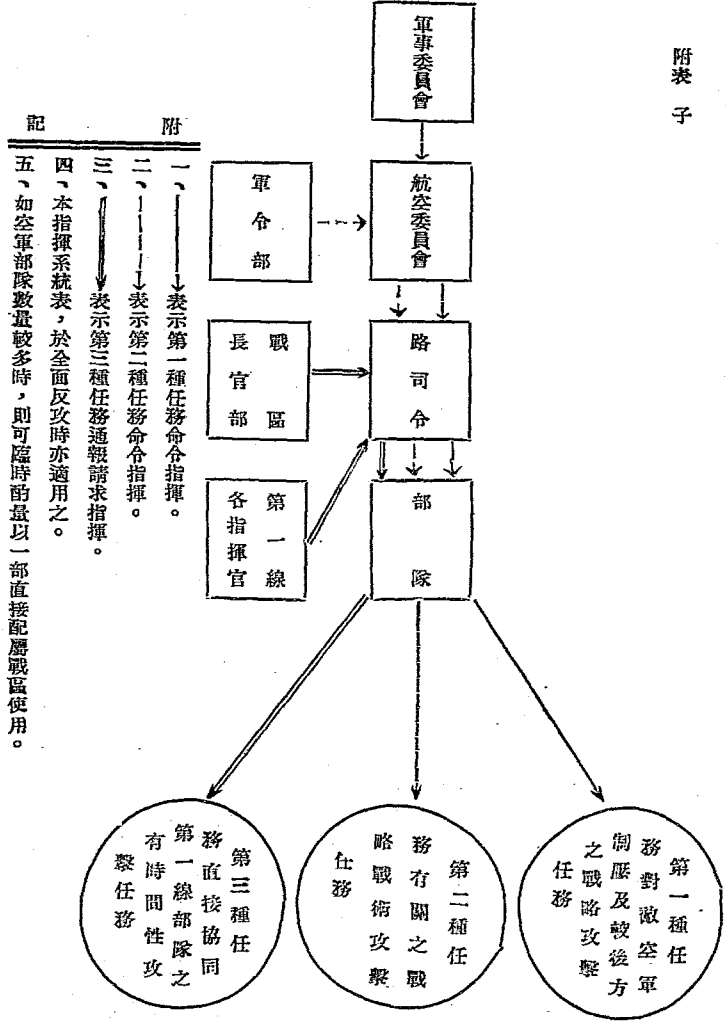 附表 子
軍事委員會
航空委員會
軍令部
路司令
戰區
長官部
第一線
各指揮官
部隊
第一種任
務對敵空軍
制壓及較後方
之戰略攻擊
任務
第二種任
務有關之戰
略戰術攻擊
任務
第三種任
務直接協同
第一線部隊之
有時間性攻
擊任務
附記
一、表示第一種任務命令指揮。
二、表示第二種任務命令指揮。
三、表示第三種任務通報請求指揮。
四、本指揮系統表,於全面反攻時亦適用之。
五、如空軍部隊數量較多時,則可臨時酌量以一部直接配屬戰區使用。